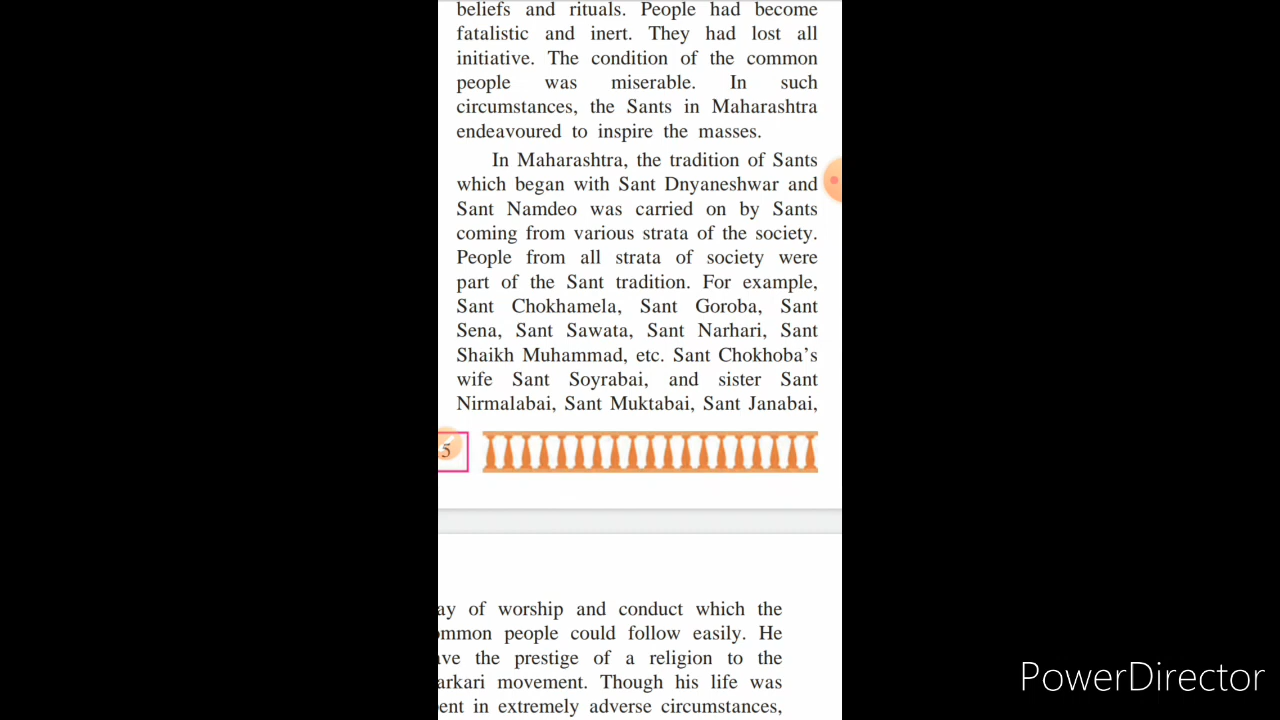 beliefs and rituals. People had become
fatalistic and inert. They had lost all
initiative. The condition of the common
people was miserable. In such
circumstances, the Sants in Maharashtra
endeavoured to inspire the masses.
In Maharashtra, the tradition of Sants
which began with Sant Dnyaneshwar and
Sant Namdeo was carried on by Sants
coming from various strata of the society.
People from all strata of society were
part of the Sant tradition. For example,
Sant Chokhamela, Sant Goroba, Sant
Sena, Sant Sawata, Sant Narhari, Sant
Shaikh Muhammad, etc. Sant Chokhoba's
wife Sant Soyrabai, and sister Sant
Nirmalabai, Sant Muktabai, Sant Janabai,
5
of worship and conduct which the
people could follow easily. He
the prestige of a religion to the
movement. Though his life was
in extremely adverse circumstances,
PowerDirector